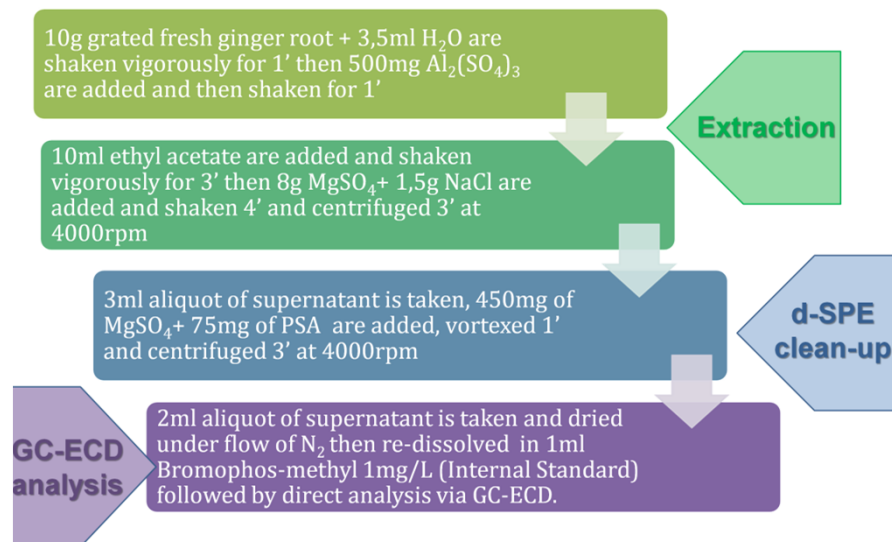 10g grated fresh ginger root + 3,5ml H₂O are
shaken vigorously for 1’ then 500mg Al₂(SO₄)₃
are added and then shaken for 1’
Extraction
10ml ethyl acetate are added and shaken
vigorously for 3’ then 8g MgSO₄+ 1,5g NaCl are
added and shaken 4’ and centrifuged 3’ at
4000rpm
3ml aliquot of supernatant is taken, 450mg of
MgSO₄+ 75mg of PSA are added, vortexed 1’
and centrifuged 3’ at 4000rpm
d-SPE
clean-up
2ml aliquot of supernatant is taken and dried
under flow of N₂ then re-dissolved in 1ml
Bromophos-methyl 1mg/L (Internal Standard)
followed by direct analysis via GC-ECD.
GC-ECD
analysis